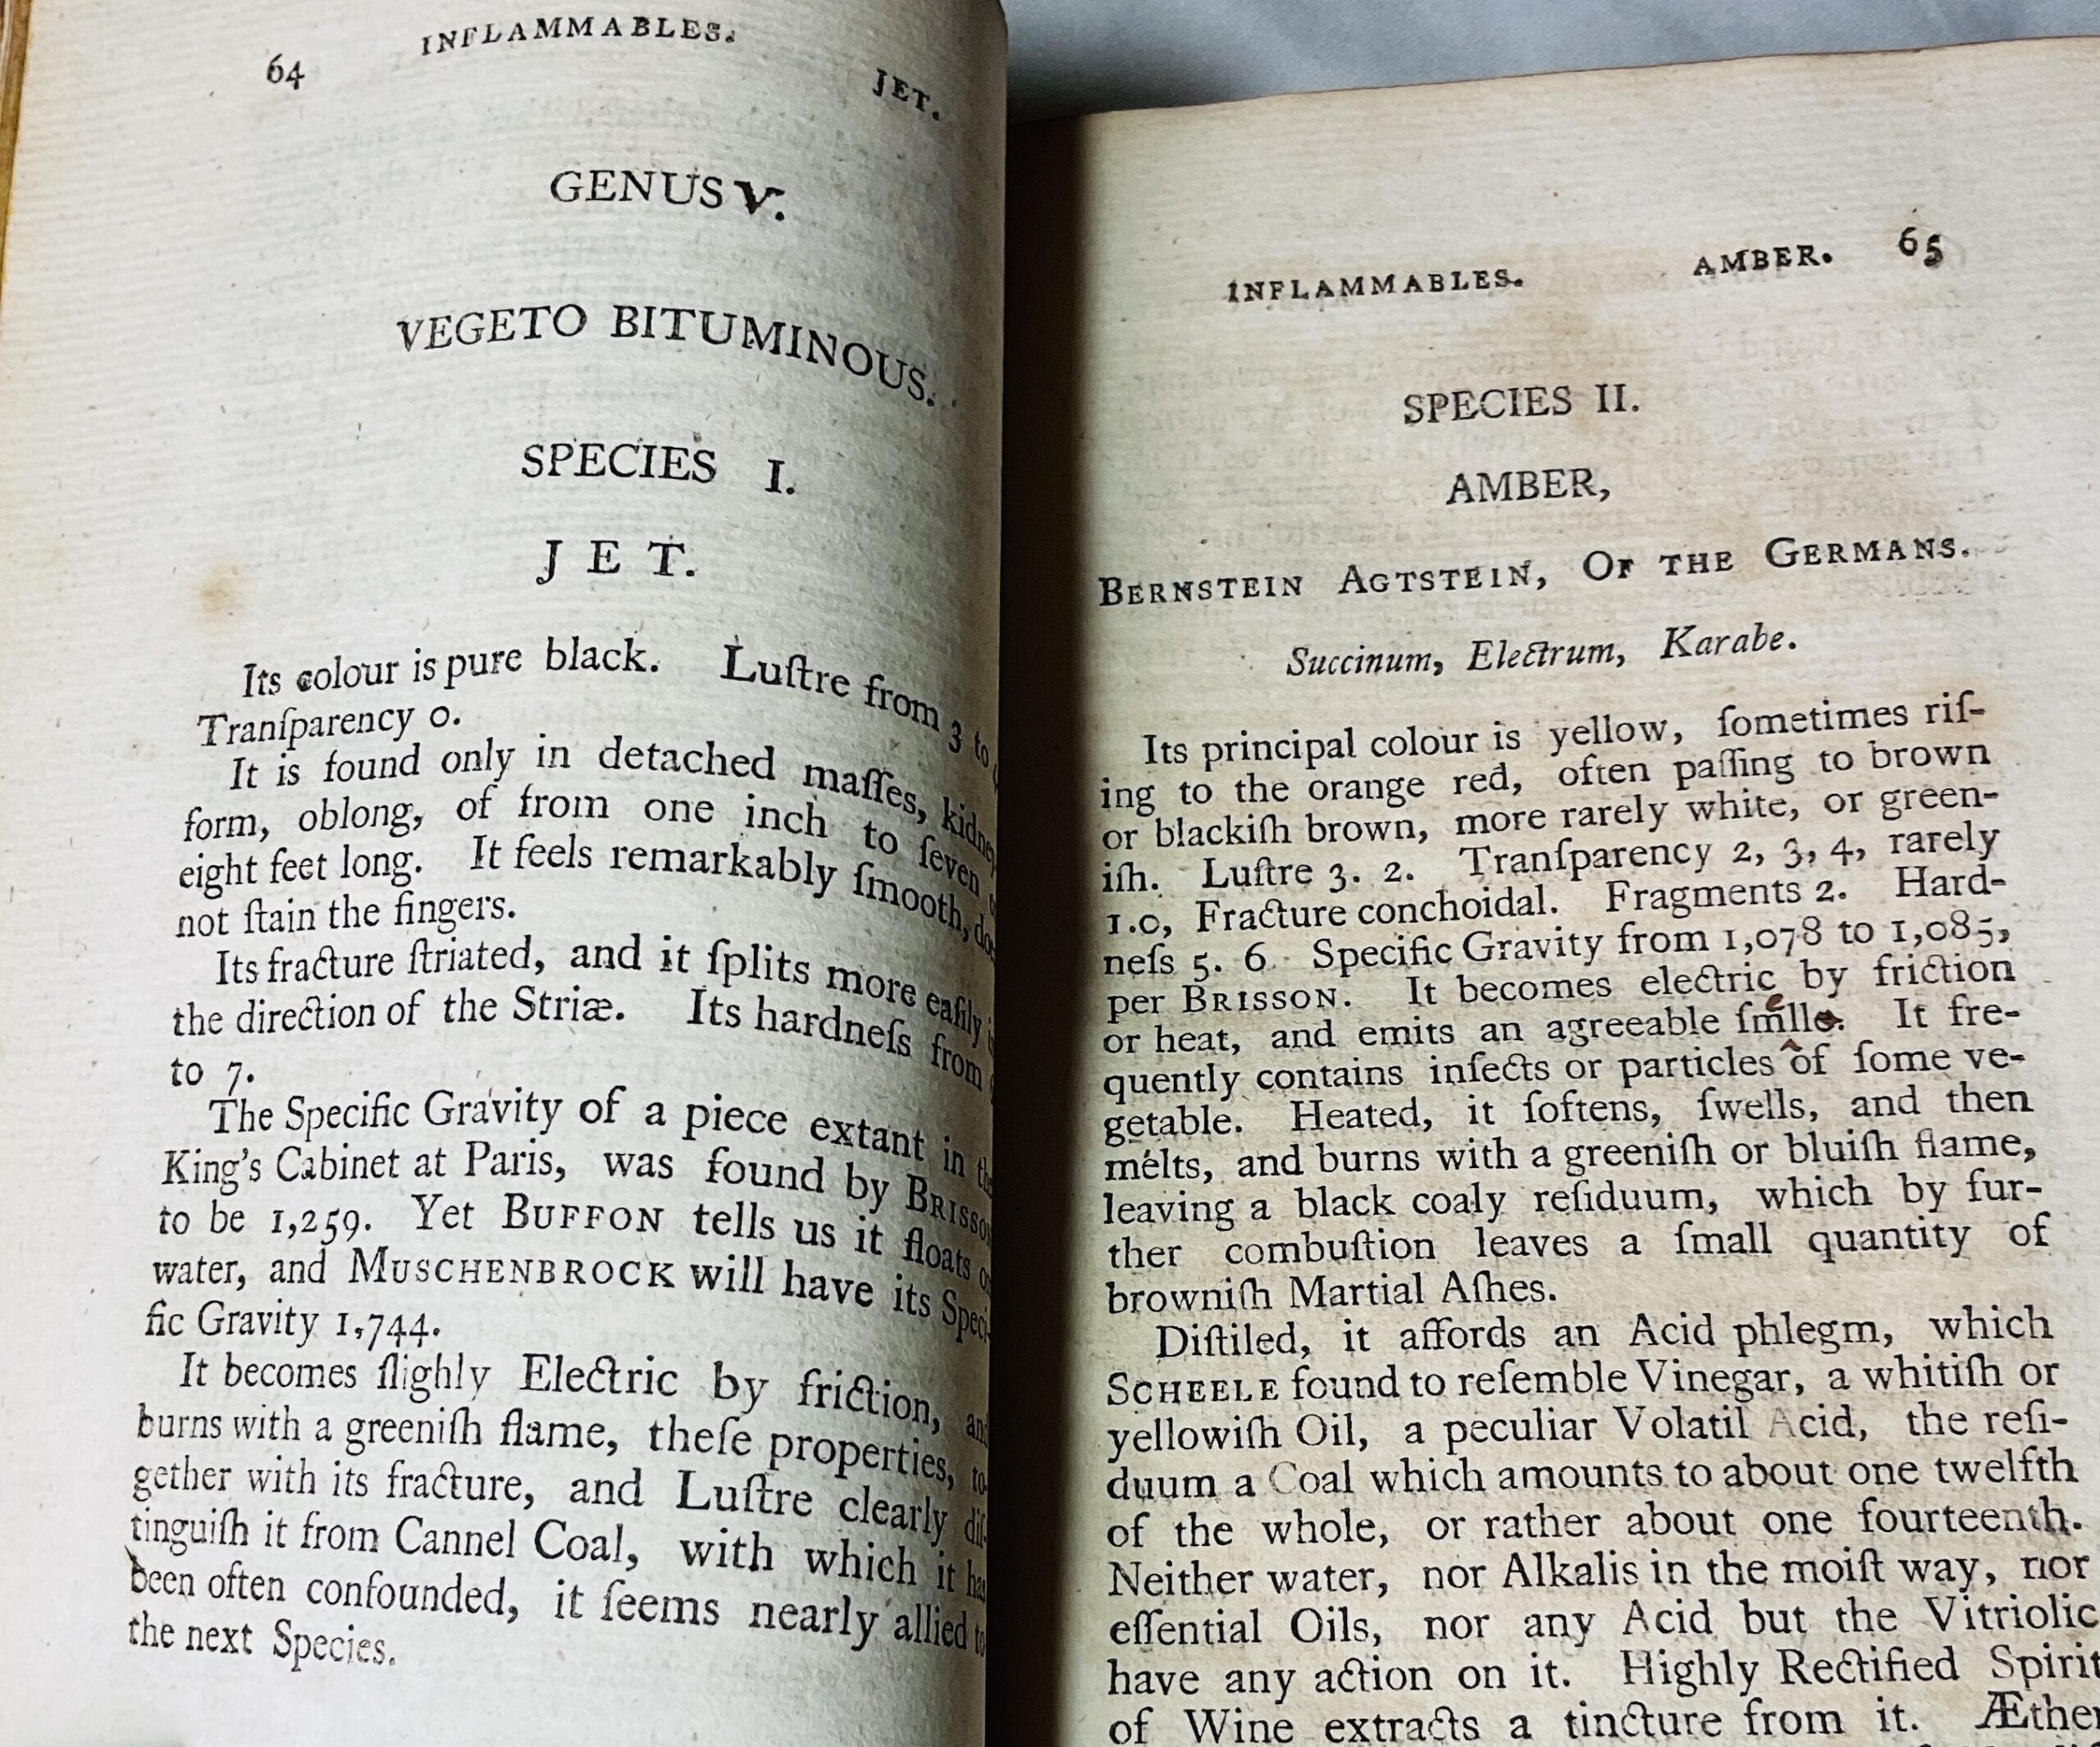 64
INFLAMMABLES.
JET.
GENUS V.
VEGETO BITUMINOUS.
SPECIES I.
JET.
Its colour is pure black. Luſtre from 3 to
Tranſparency 0.
It is found only in detached maſſes,
form, oblong, of from one inch to ſeven
eight feet long. It feels remarkably ſmooth,
not ſtain the fingers.
Its fracture ſtriated, and it ſplits more eaſily
the direction of the Striæ. Its hardneſs from
to 7.
The Specific Gravity of a piece extant in
King's Cabinet at Paris, was found by
to be 1,259. Yet BUFFON tells us it floats
water, and MUSCHENBROCK will have its
fic Gravity 1,744.
It becomes ſlighly Electric by friction,
burns with a greeniſh flame, theſe properties, to-
gether with its fracture, and Luſtre clearly diſ-
tinguiſh it from Cannel Coal, with which it
been often confounded, it ſeems nearly allied
the next Species.
INFLAMMABLES. AMBER. 65
SPECIES II.
AMBER,
BERNSTEIN AGTSTEIN, OF THE GERMANS.
Succinum, Electrum, Karabe.
Its principal colour is yellow, ſometimes riſ-
ing to the orange red, often paſſing to brown
or blackiſh brown, more rarely white, or green-
iſh. Luſtre 3. 2. Tranſparency 2, 3, 4, rarely
1.0, Fracture conchoidal. Fragments 2. Hard-
neſs 5. 6 Specific Gravity from 1,078 to 1,085,
per BRISSON. It becomes electric by friction
or heat, and emits an agreeable It fre-
quently contains inſects or particles of ſome ve-
getable. Heated, it ſoftens, ſwells, and then
melts, and burns with a greeniſh or bluiſh flame,
leaving a black coaly reſiduum, which by fur-
ther combuſtion leaves a ſmall quantity of
browniſh Martial Aſhes.
Diſtiled, it affords an Acid phlegm, which
SCHEELE found to reſemble Vinegar, a whitiſh or
yellowiſh Oil, a peculiar Volatil Acid, the reſi-
duum a Coal which amounts to about one twelfth
of the whole, or rather about one fourteenth.
Neither water, nor Alkalis in the moiſt way, nor
eſſential Oils, nor any Acid but the Vitriolic
have any action on it. Highly Rectified Spirit
of Wine extracts a tincture from it. Æther